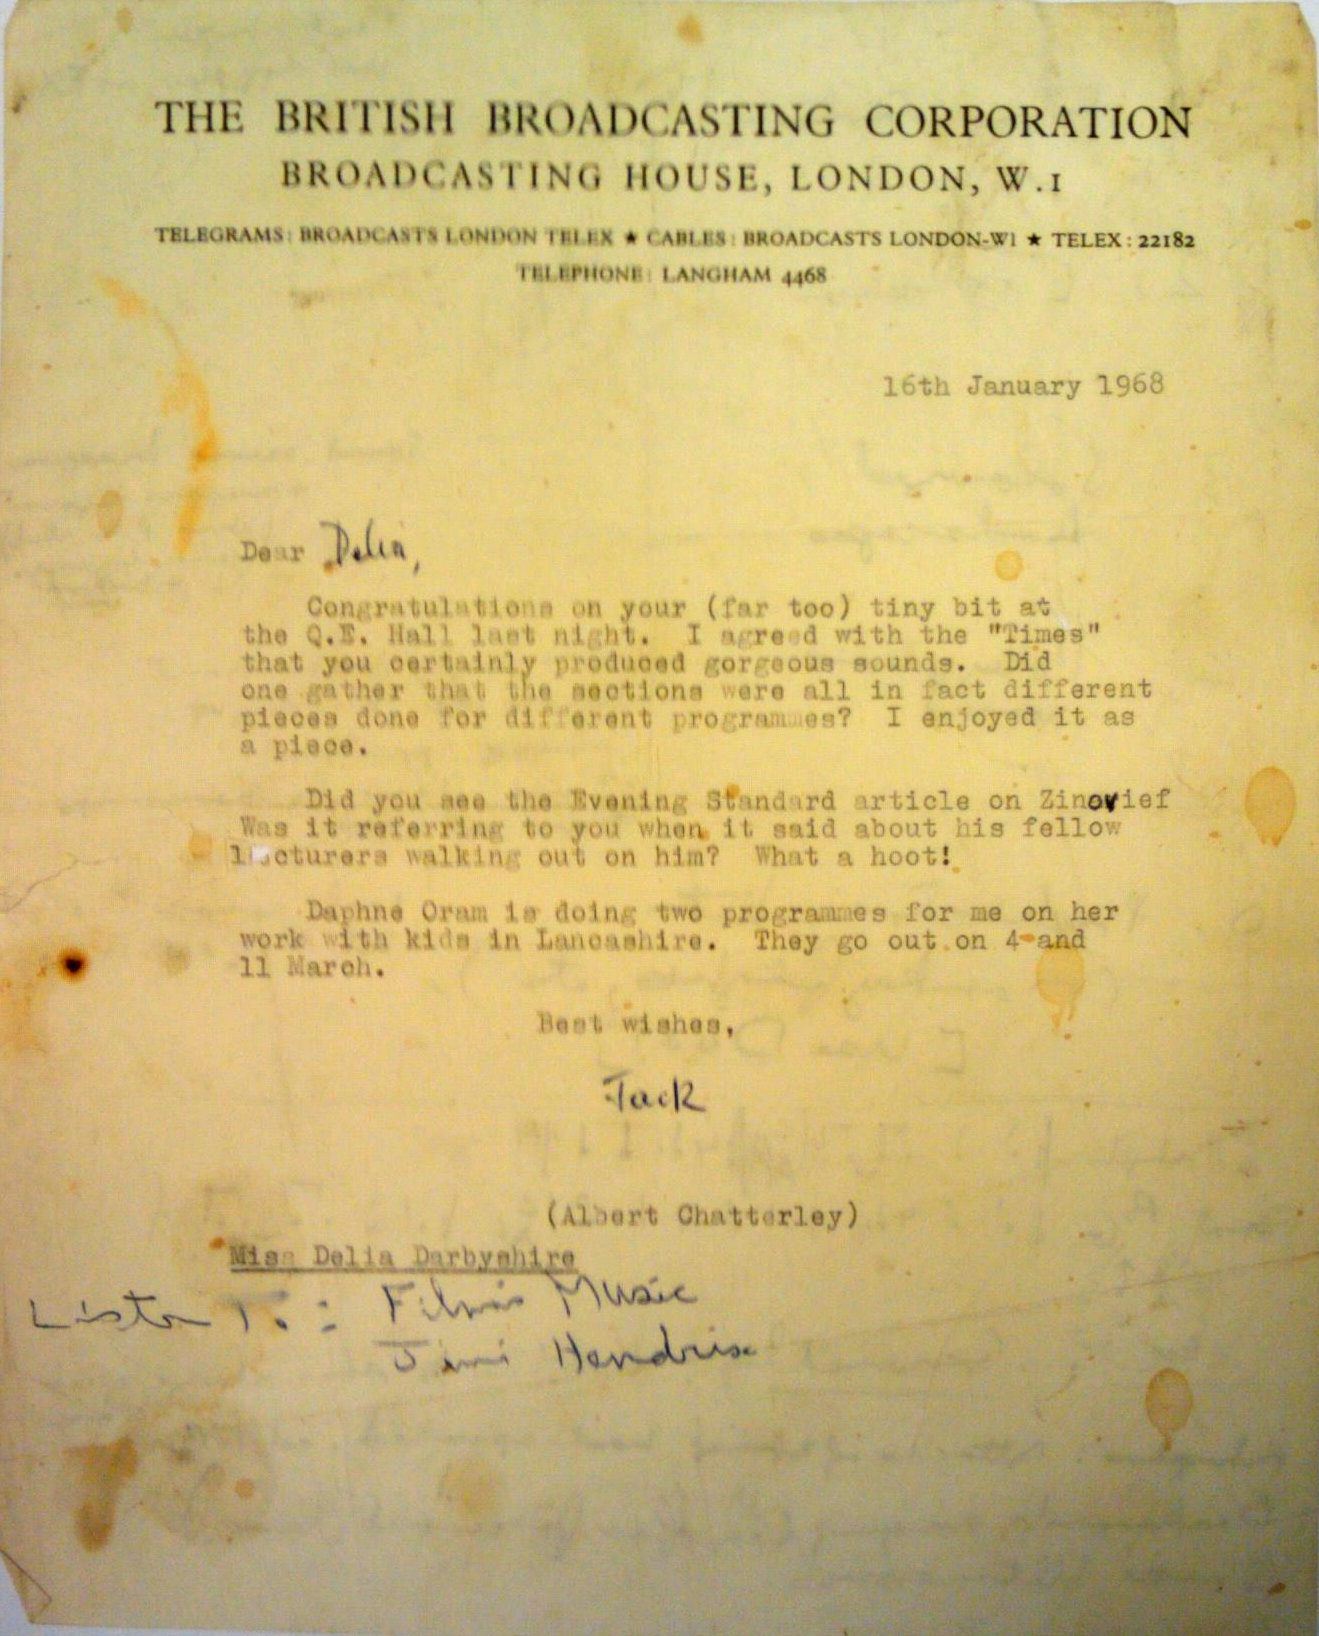 THE BRITISH BROADCASTING CORPORATION
BROADCASTING HOUSE, LONDON, W.1
TELEGRAMS: BROADCASTS LONDON TELEX ★ CABLES: BROADCASTS LONDON-W1 ★ TELEX: 22182
TELEPHONE: LANGHAM 4468
16th January 1968
Dear Delia,
Congratulations on your (far too) tiny bit at
the Q.E. Hall last night. I agreed with the "Times"
that you certainly produced gorgeous sounds. Did
one gather that the sections were all in fact different
pieces done for different programmes? I enjoyed it as
a piece.
Did you see the Evening Standard article on Zinovief
Was it referring to you when it said about his fellow
lecturers walking out on him? What a hoot!
Daphne Oram is doing two programmes for me on her
work with kids in Lancashire. They go out on 4 and
11 March.
Best wishes,
Jack
(Albert Chatterley)
Miss Delia Darbyshire
Listen To: Films Music
Jimi Hendrix